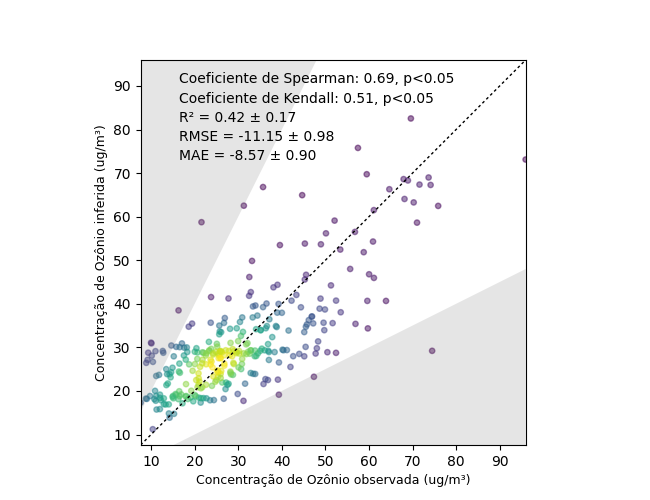 Coeficiente de Spearman: 0.69, p<0.05
Coeficiente de Kendall: 0.51, p<0.05
R² = 0.42 ± 0.17
RMSE = -11.15 ± 0.98
MAE = -8.57 ± 0.90
Concentração de Ozônio inferida (ug/m³)
90
80
70
60
50
40
30
20
10
10 20 30 40 50 60 70 80 90
Concentração de Ozônio observada (ug/m³)